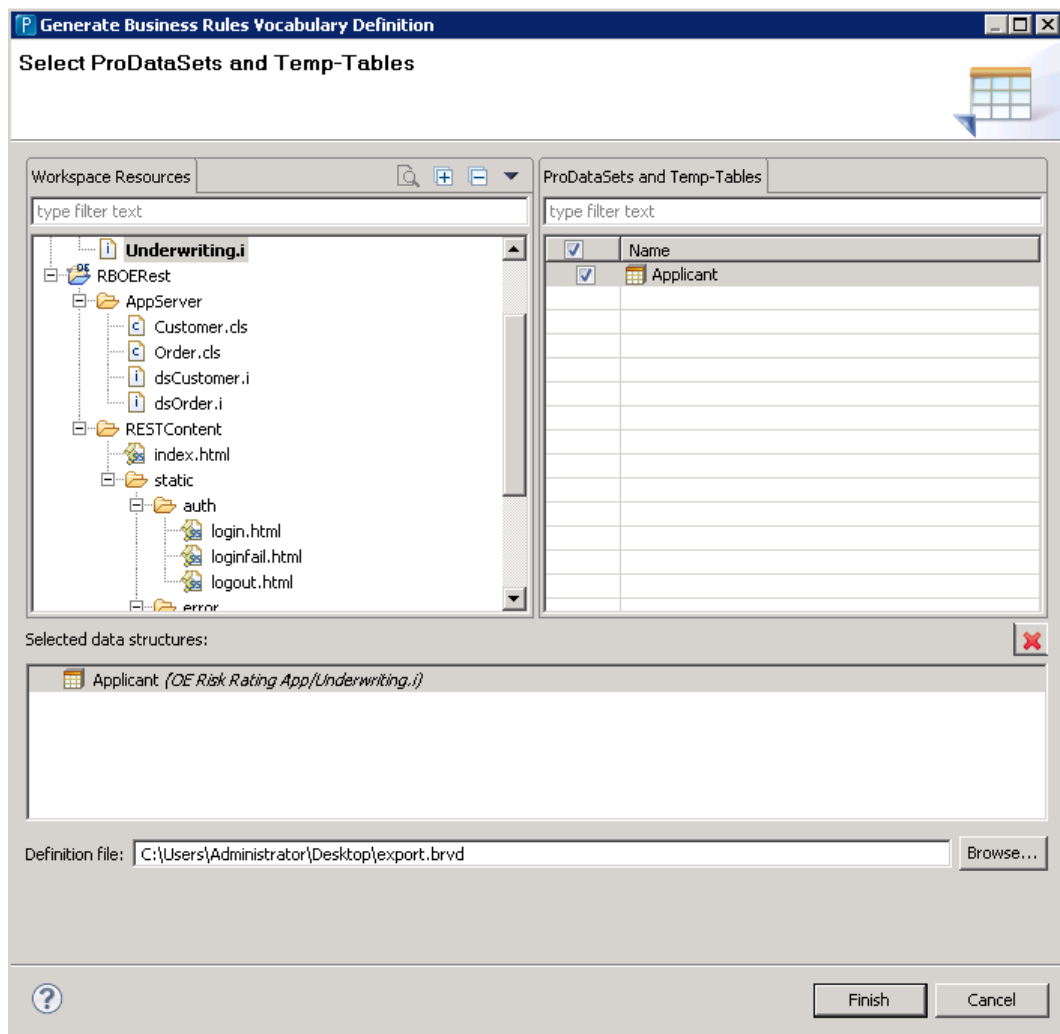 Generate Business Rules Vocabulary Definition
Select ProDataSets and Temp-Tables
Workspace Resources
type filter text
Underwriting.i
RBOERest
AppServer
Customer.cls
Order.cls
dsCustomer.i
dsOrder.i
RESTContent
index.html
static
auth
login.html
loginfail.html
logout.html
error
ProDataSets and Temp-Tables
type filter text
Name
Applicant
Selected data structures:
Applicant (OE Risk Rating App/Underwriting.i)
Definition file: C:\Users\Administrator\Desktop\export.brvd Browse...
Finish Cancel